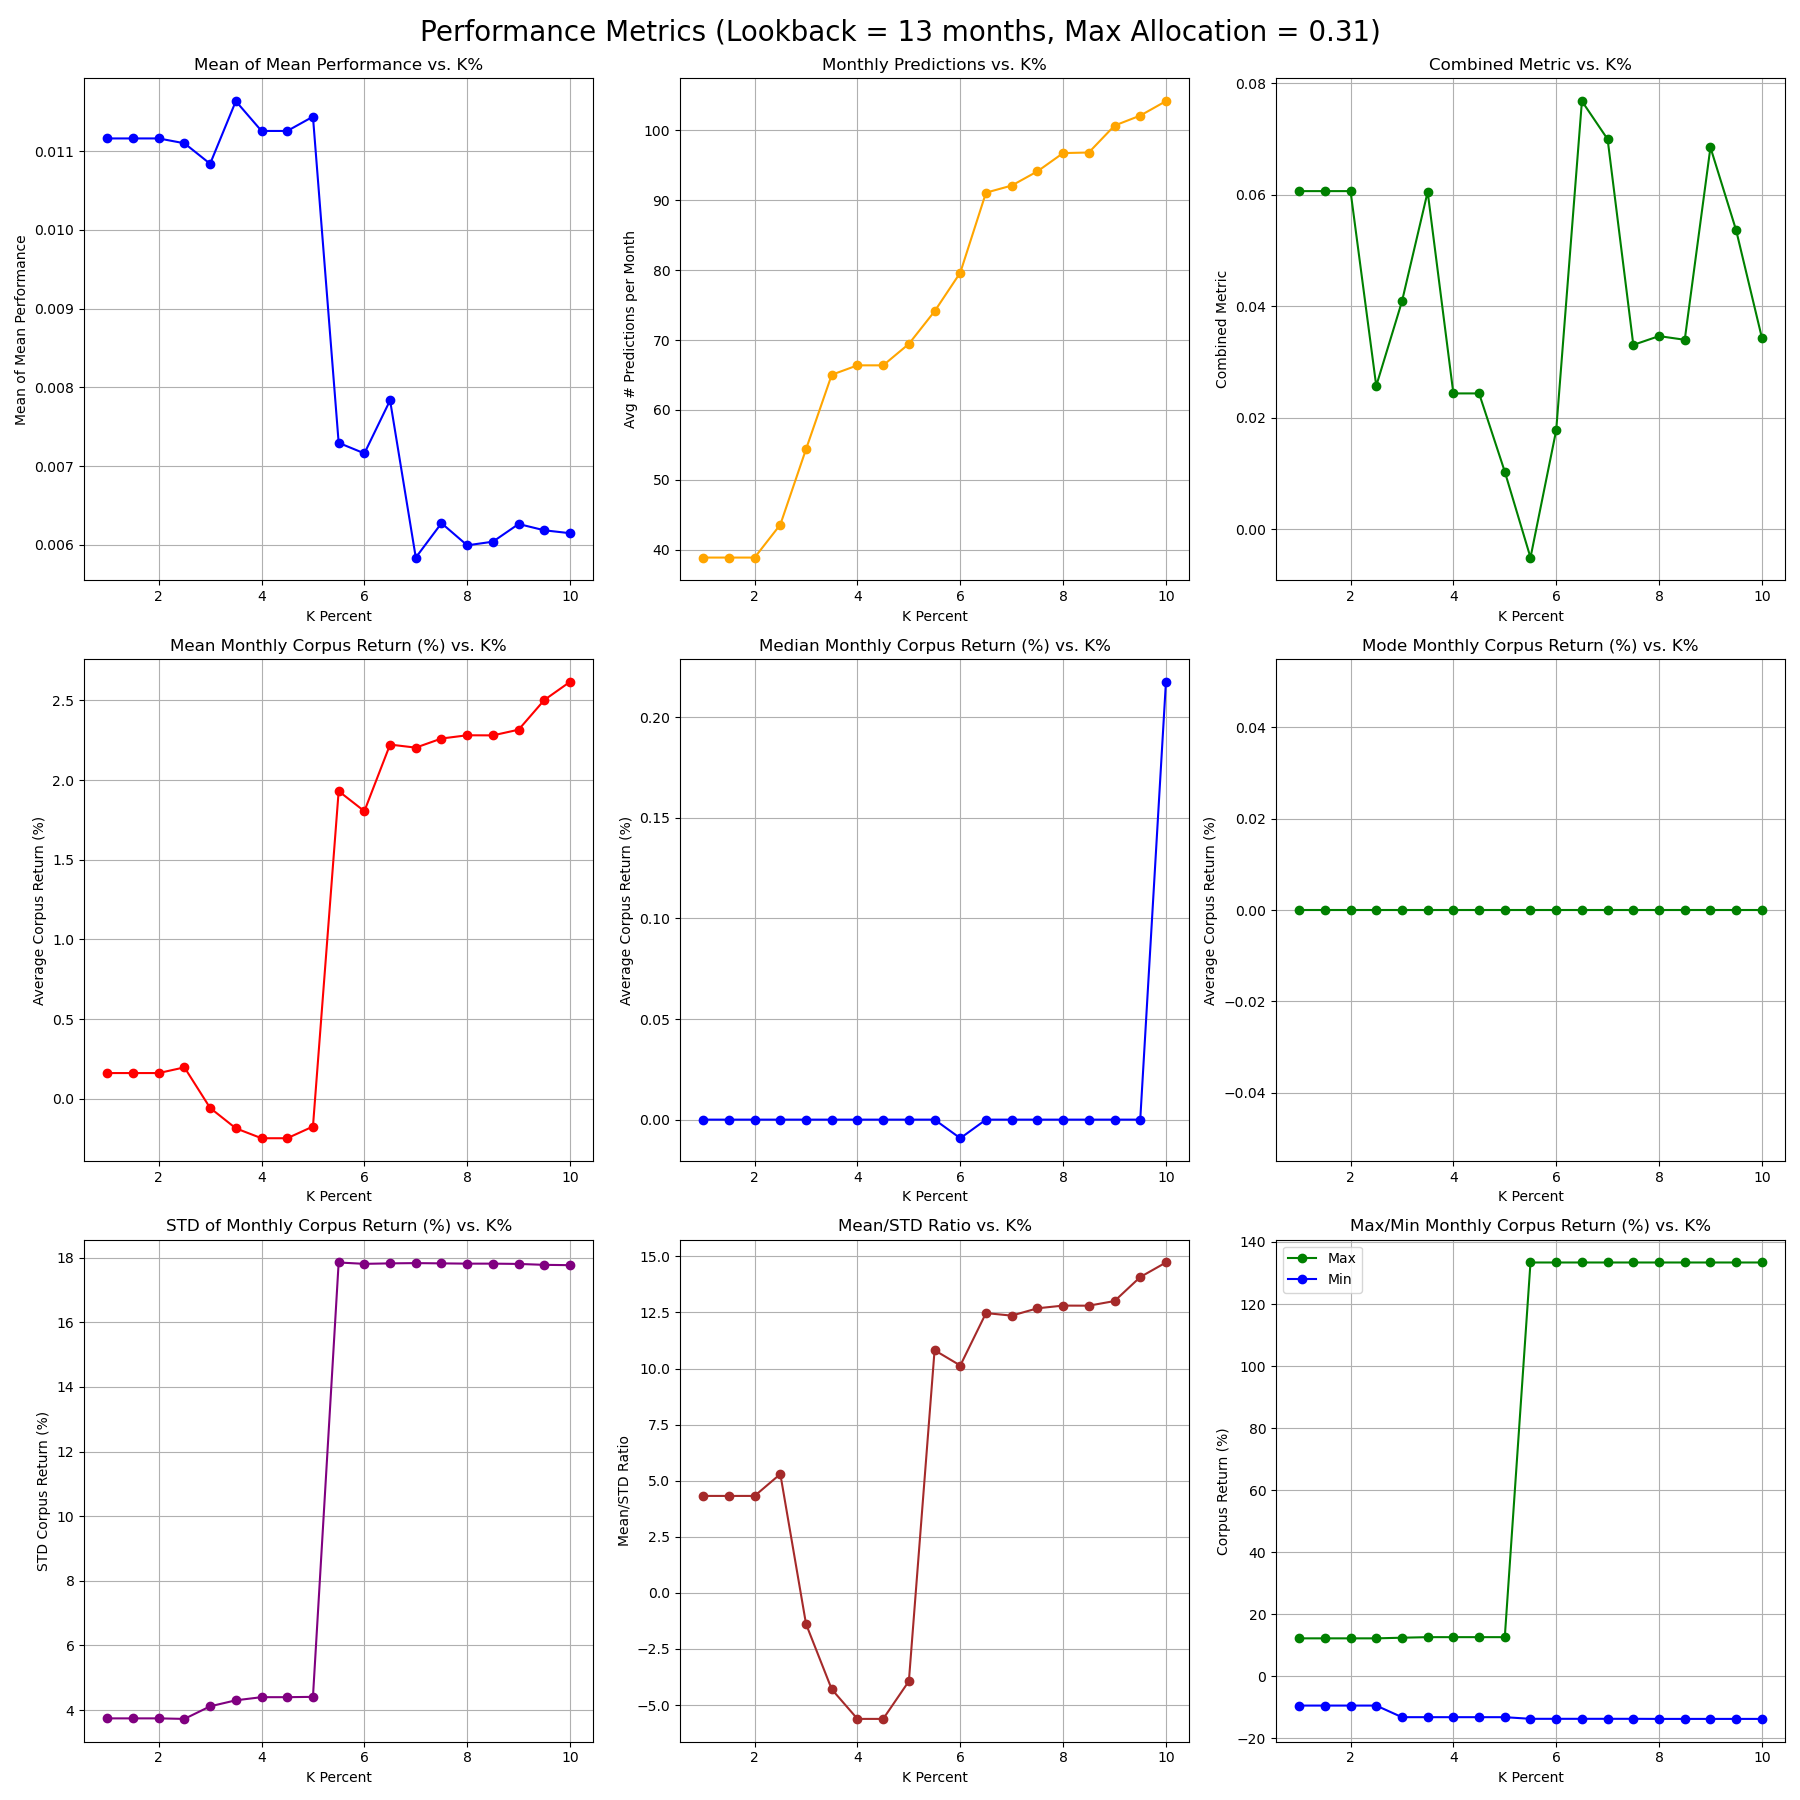 Performance Metrics (Lookback = 13 months, Max Allocation = 0.31)
Mean of Mean Performance vs. K%
Mean of Mean Performance
0.011
0.010
0.009
0.008
0.007
0.006
2 4 6 8 10
K Percent
Monthly Predictions vs. K%
Avg # Predictions per Month
100
90
80
70
60
50
40
2 4 6 8 10
K Percent
Combined Metric vs. K%
Combined Metric
0.08
0.06
0.04
0.02
0.00
2 4 6 8 10
K Percent
Mean Monthly Corpus Return (%) vs. K%
Average Corpus Return (%)
2.5
2.0
1.5
1.0
0.5
0.0
2 4 6 8 10
K Percent
Median Monthly Corpus Return (%) vs. K%
Average Corpus Return (%)
0.20
0.15
0.10
0.05
0.00
2 4 6 8 10
K Percent
Mode Monthly Corpus Return (%) vs. K%
Average Corpus Return (%)
0.04
0.02
0.00
−0.02
−0.04
2 4 6 8 10
K Percent
STD of Monthly Corpus Return (%) vs. K%
STD Corpus Return (%)
18
16
14
12
10
8
6
4
2 4 6 8 10
K Percent
Mean/STD Ratio vs. K%
Mean/STD Ratio
15.0
12.5
10.0
7.5
5.0
2.5
0.0
−2.5
−5.0
2 4 6 8 10
K Percent
Max/Min Monthly Corpus Return (%) vs. K%
Corpus Return (%)
Max
Min
140
120
100
80
60
40
20
0
−20
2 4 6 8 10
K Percent